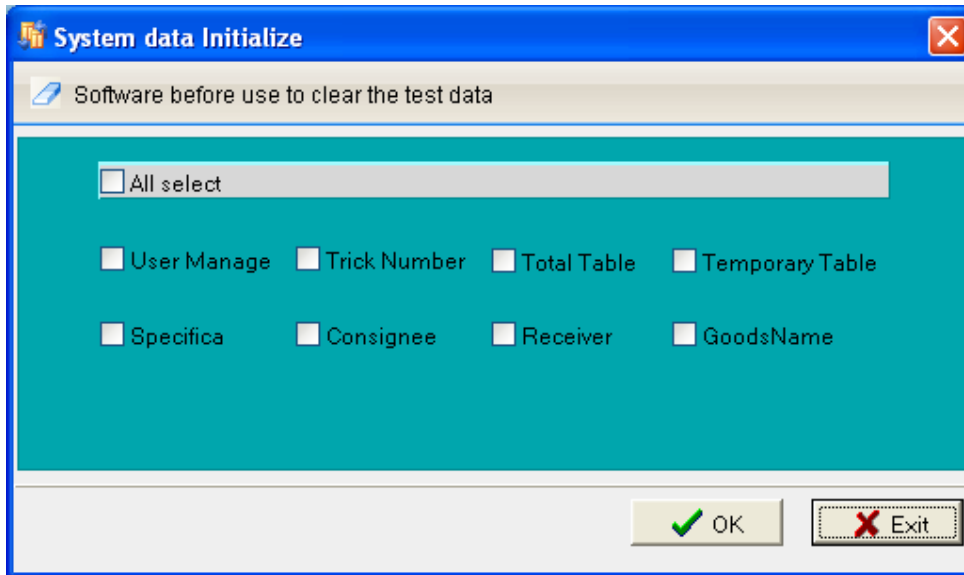 System data Initialize
Software before use to clear the test data
All select
User Manage Trick Number Total Table Temporary Table
Specifica Consignee Receiver GoodsName
OK Exit